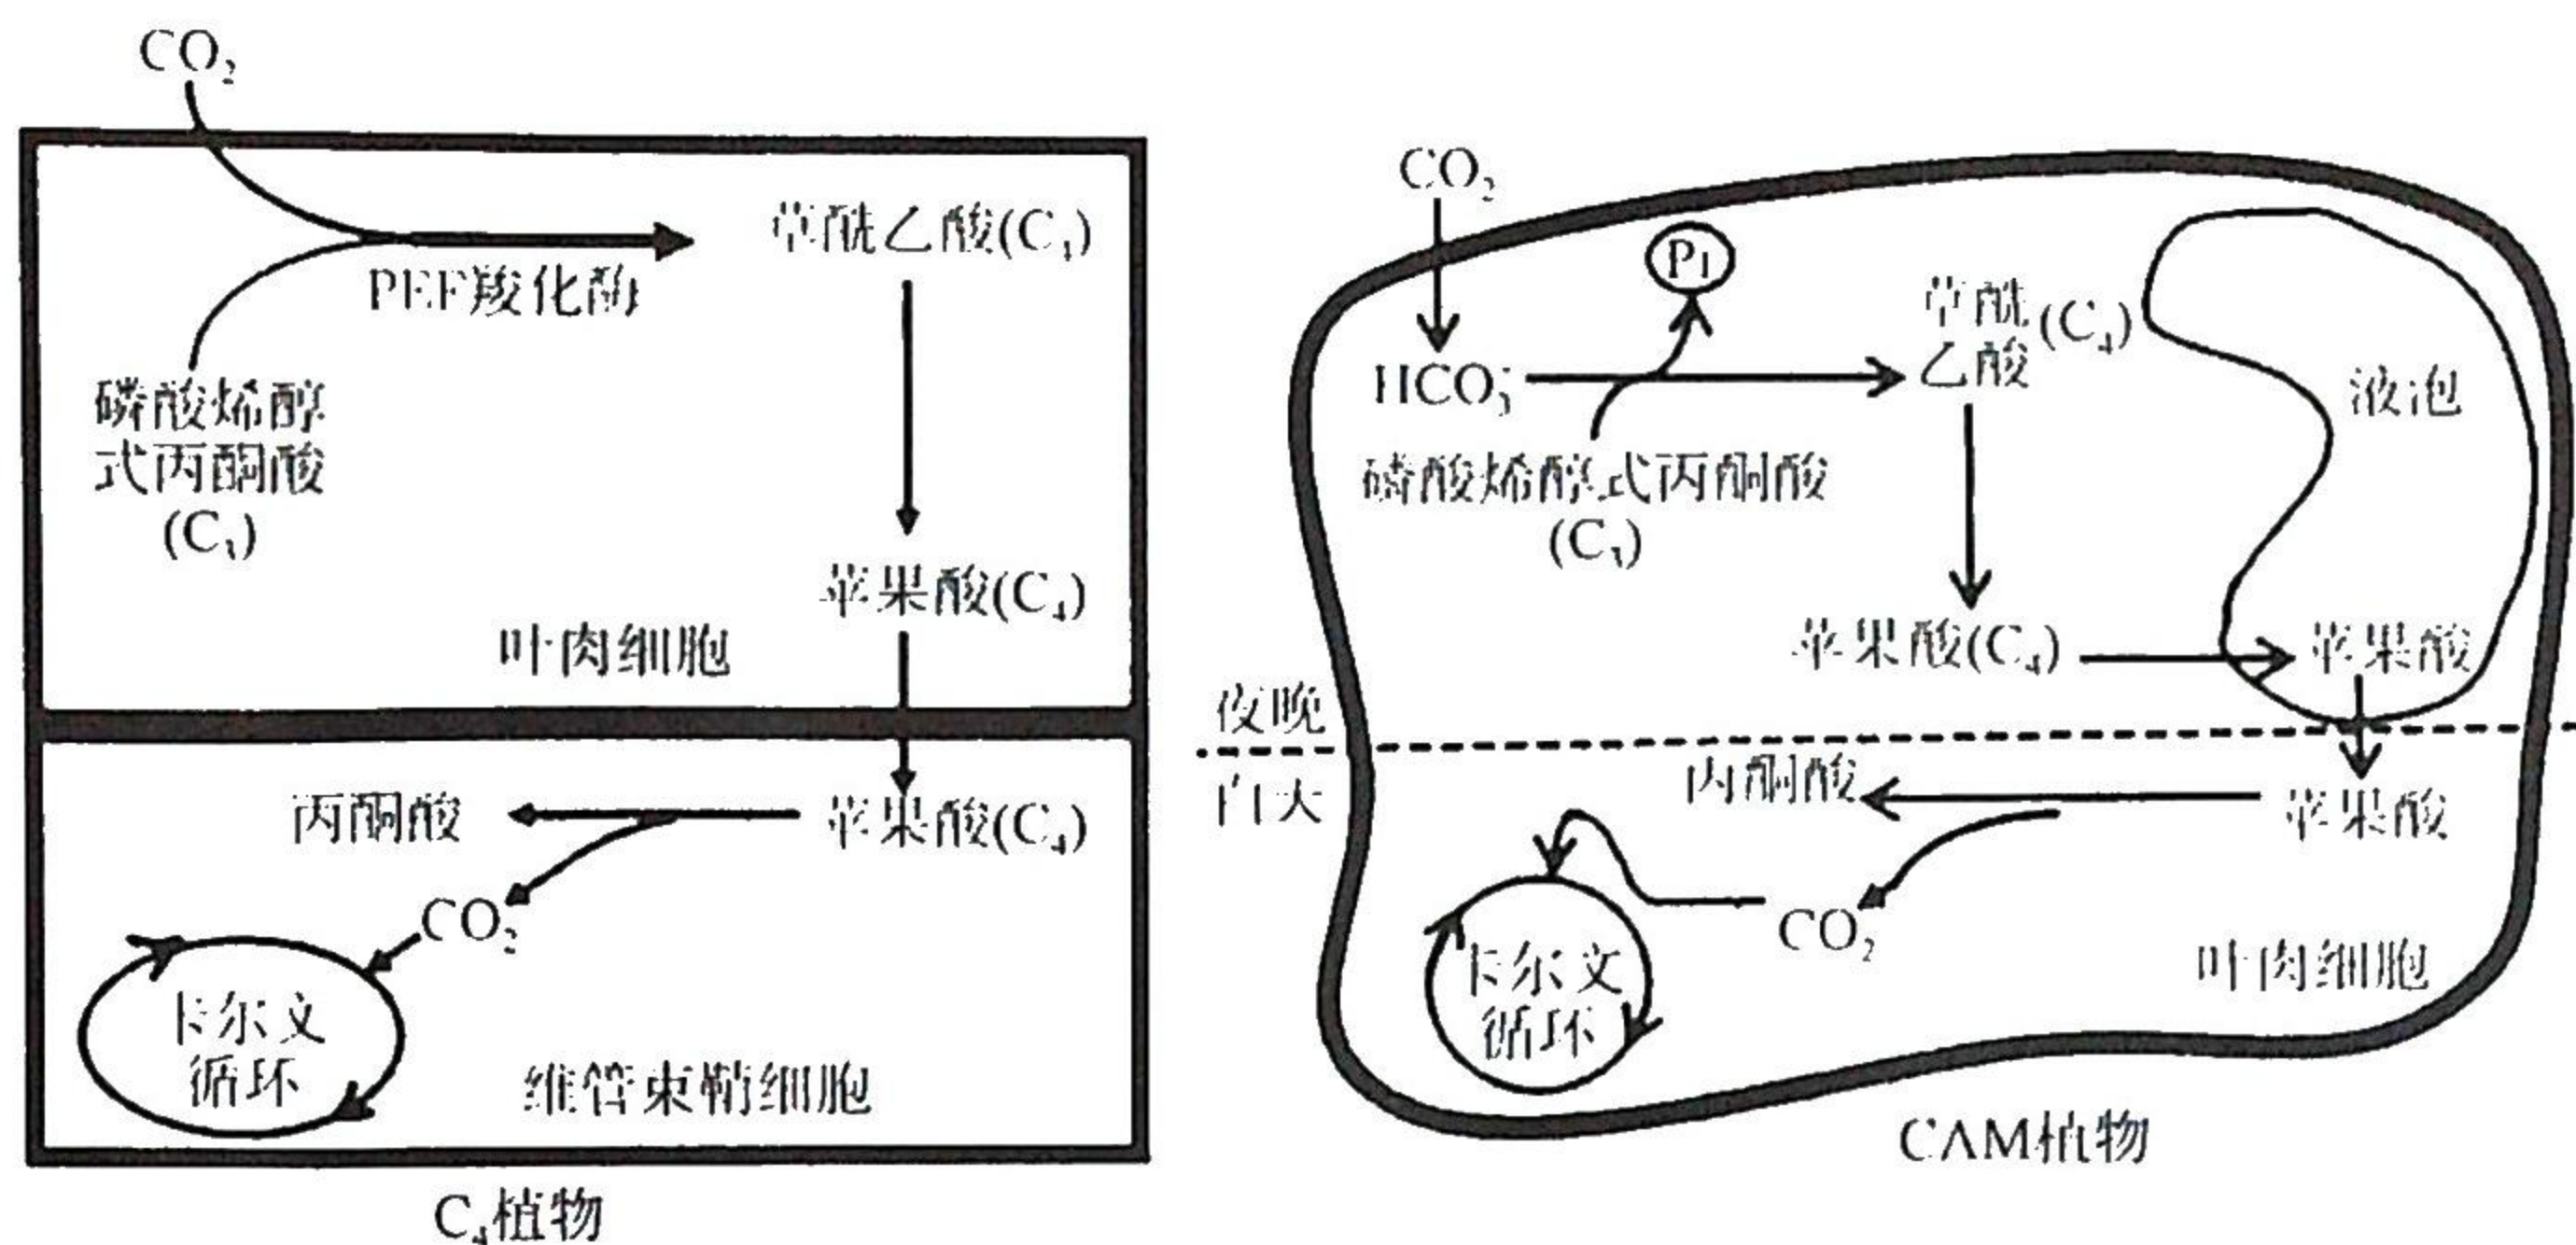 CO₂
草酰乙酸(C₄)
PEP羧化酶
磷酸烯醇
式丙酮酸
(C₃)
苹果酸(C₄)
叶肉细胞
丙酮酸
苹果酸(C₄)
CO₂
卡尔文
循环
维管束鞘细胞
C₄植物
CO₂
Pi
草酰
乙酸
(C₄)
液泡
HCO₃⁻
磷酸烯醇式丙酮酸
(C₃)
苹果酸(C₄)
苹果酸
夜晚
白天
丙酮酸
苹果酸
CO₂
卡尔文
循环
叶肉细胞
CAM植物